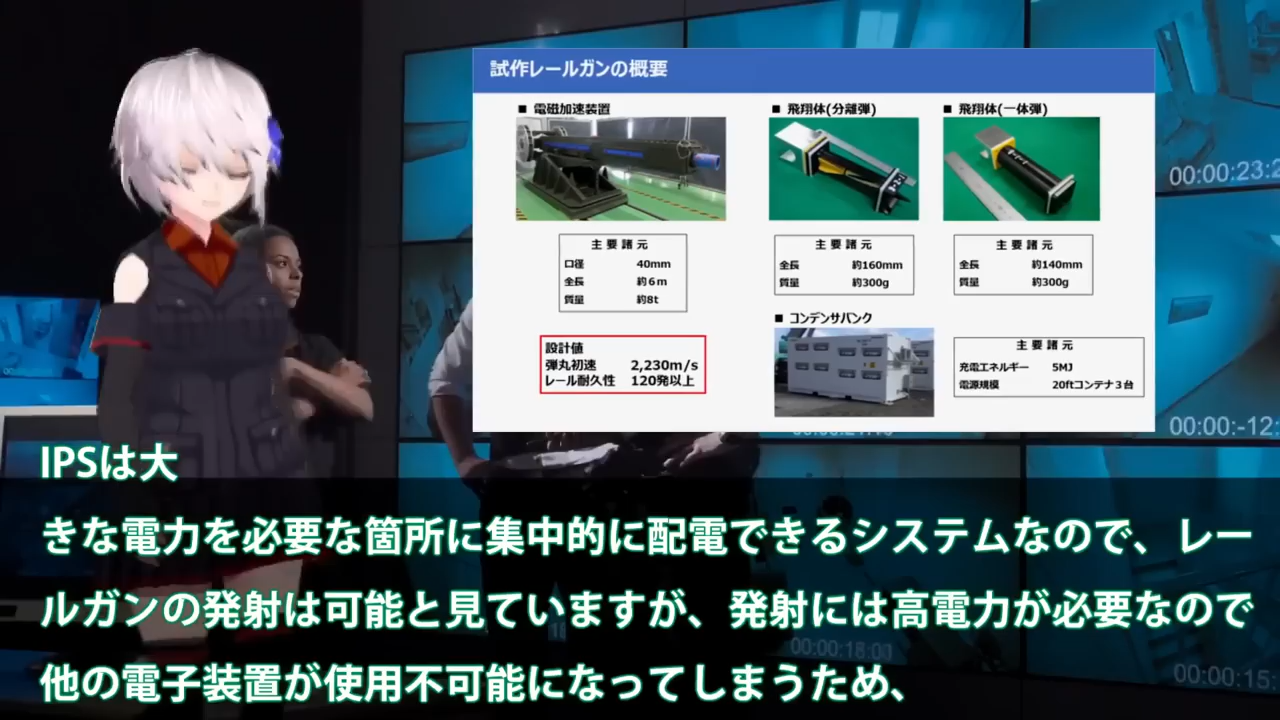 試作レールガンの概要
■ 電磁加速装置
■ 飛翔体(分離弾)
■ 飛翔体(一体弾)
主要諸元
口径 40mm
全長 約6m
質量 約8t
主要諸元
全長 約160mm
質量 約300g
主要諸元
全長 約140mm
質量 約300g
設計値
弾丸初速 2,230m/s
レール耐久性 120発以上
■ コンデンサバンク
主要諸元
充電エネルギー 5MJ
電源規模 20ftコンテナ3台
00:00:23:2
00:00:-12:
00:00:18:00
00:00:15:
IPSは大
きな電力を必要な箇所に集中的に配電できるシステムなので、レー
ルガンの発射は可能と見ていますが、発射には高電力が必要なので
他の電子装置が使用不可能になってしまうため、